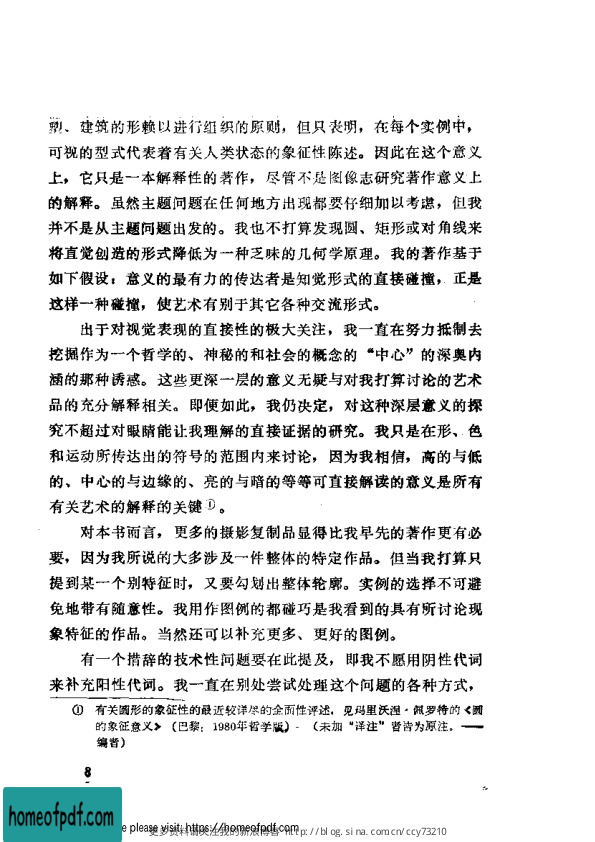 刷、建筑的形赖以进行组织的原则，但只表明，在每个实例中，
可视的型式代表着有关人类状态的象征性陈述。因此在这个意义
上，它只是一本解释性的著作，尽管不是图像志研究著作意义上
的解释。虽然主题问题在任何地方出现都要仔细加以考虑，但我
并不是从主题问题出发的。我也不打算发现圆、矩形或对角线来
将直觉创造的形式降低为一种乏味的几何学原理。我的著作基于
如下假设：意义的最有力的传达者是知觉形式的直接碰撞，正是
这样一种碰撞，使艺术有别于其它各种交流形式。
出于对视觉表现的直接性的极大关注，我一直在努力抵制去
挖掘作为一个哲学的、神秘的和社会的概念的“中心”的深奥内
涵的那种诱惑。这些更深一层的意义无疑与对我打算讨论的艺术
品的充分解释相关。即便如此，我仍决定，对这种深层意义的探
究不超过对眼睛能让我理解的直接证据的研究。我只是在形、色
和运动所传达出的符号的范围内来讨论，因为我相信，高的与低
的、中心的与边缘的、亮的与暗的等等可直接解读的意义是所有
有关艺术的解释的关键①。
对本书而言，更多的摄影复制品显得比我早先的著作更有必
要，因为我所说的大多涉及一件整体的特定作品。但当我打算只
提到某一个别特征时，又要勾划出整体轮廓。实例的选择不可避
免地带有随意性。我用作图例的都碰巧是我看到的具有所讨论现
象特征的作品。当然还可以补充更多、更好的图例。
有一个措辞的技术性问题要在此提及，即我不愿用阴性代词
来补充阳性代词。我一直在别处尝试处理这个问题的各种方式，
① 有关圆形的象征性的最近较详尽的全面性评述，见玛里沃涅·佩罗特的《圆
的象征意义》（巴黎：1980年哲学版）. （未加“译注”者皆为原注。——
编者）
8
homeofpdf.com
e please visit: https://homeofpdf.com
更多资料请关注我的新浪博客 http://blog.sina.com.cn/ccy73210